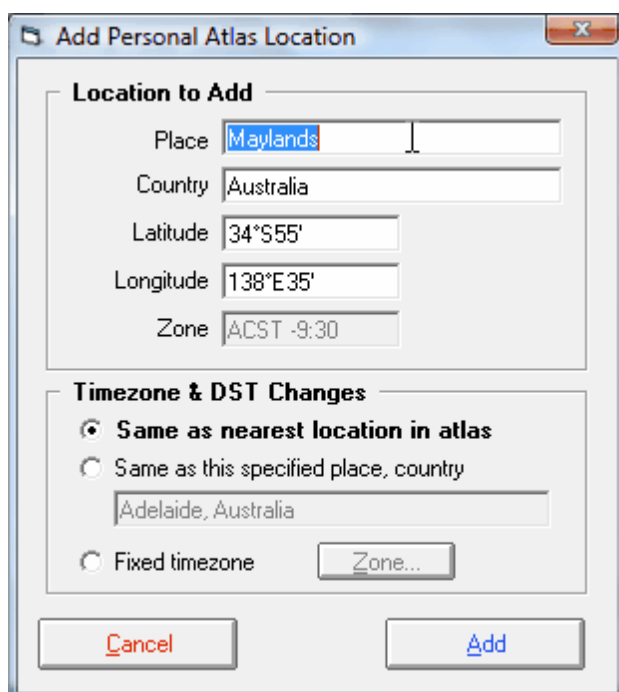 Add Personal Atlas Location
Location to Add
Place Maylands
Country Australia
Latitude 34°S55'
Longitude 138°E35'
Zone ACST -9:30
Timezone & DST Changes
Same as nearest location in atlas
Same as this specified place, country
Adelaide, Australia
Fixed timezone Zone...
Cancel Add